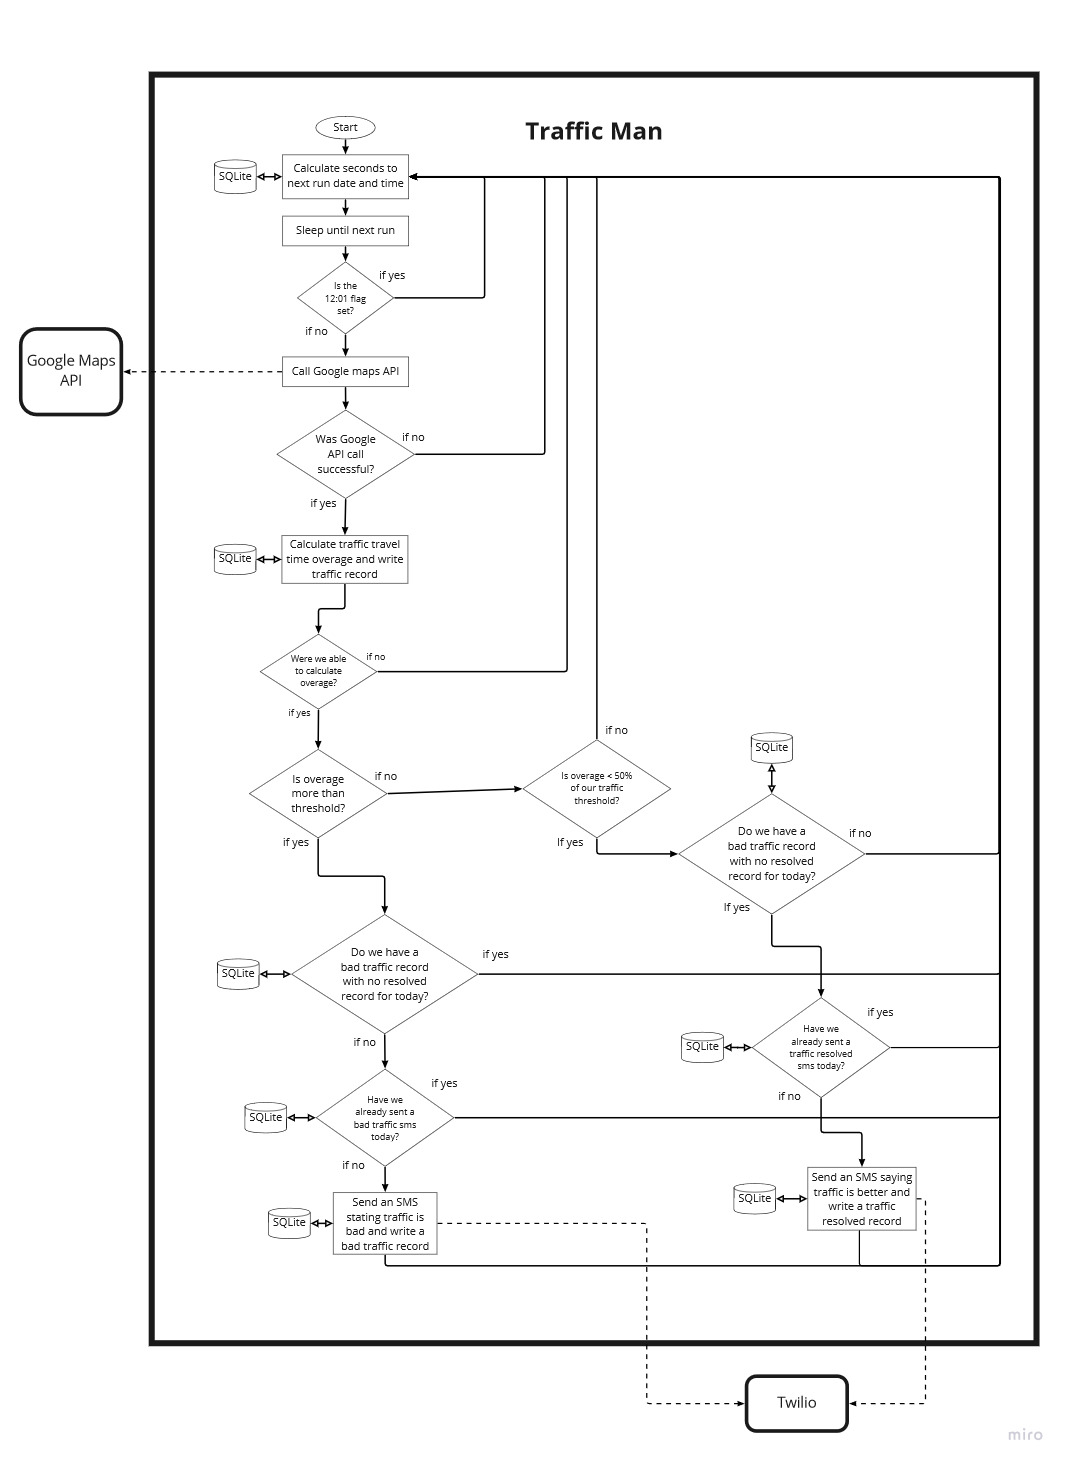 Traffic Man
Start
SQLite
Calculate seconds to
next run date and time
Sleep until next run
if yes
Is the
12:01 flag
set?
if no
Google Maps
API
Call Google maps API
if no
Was Google
API call
successful?
if yes
SQLite
Calculate traffic travel
time overage and write
traffic record
if no
Were we able
to calculate
overage?
if yes
if no
Is overage
more than
threshold?
if yes
if no
Is overage < 50%
of our traffic
threshold?
If yes
SQLite
if no
Do we have a
bad traffic record
with no resolved
record for today?
If yes
SQLite
Do we have a
bad traffic record
with no resolved
record for today?
if yes
if no
SQLite
Have we
already sent a
traffic resolved
sms today?
if yes
if no
SQLite
Have we
already sent a
bad traffic sms
today?
if yes
if no
SQLite
Send an SMS saying
traffic is better and
write a traffic
resolved record
SQLite
Send an SMS
stating traffic is
bad and write a
bad traffic record
Twilio
miro